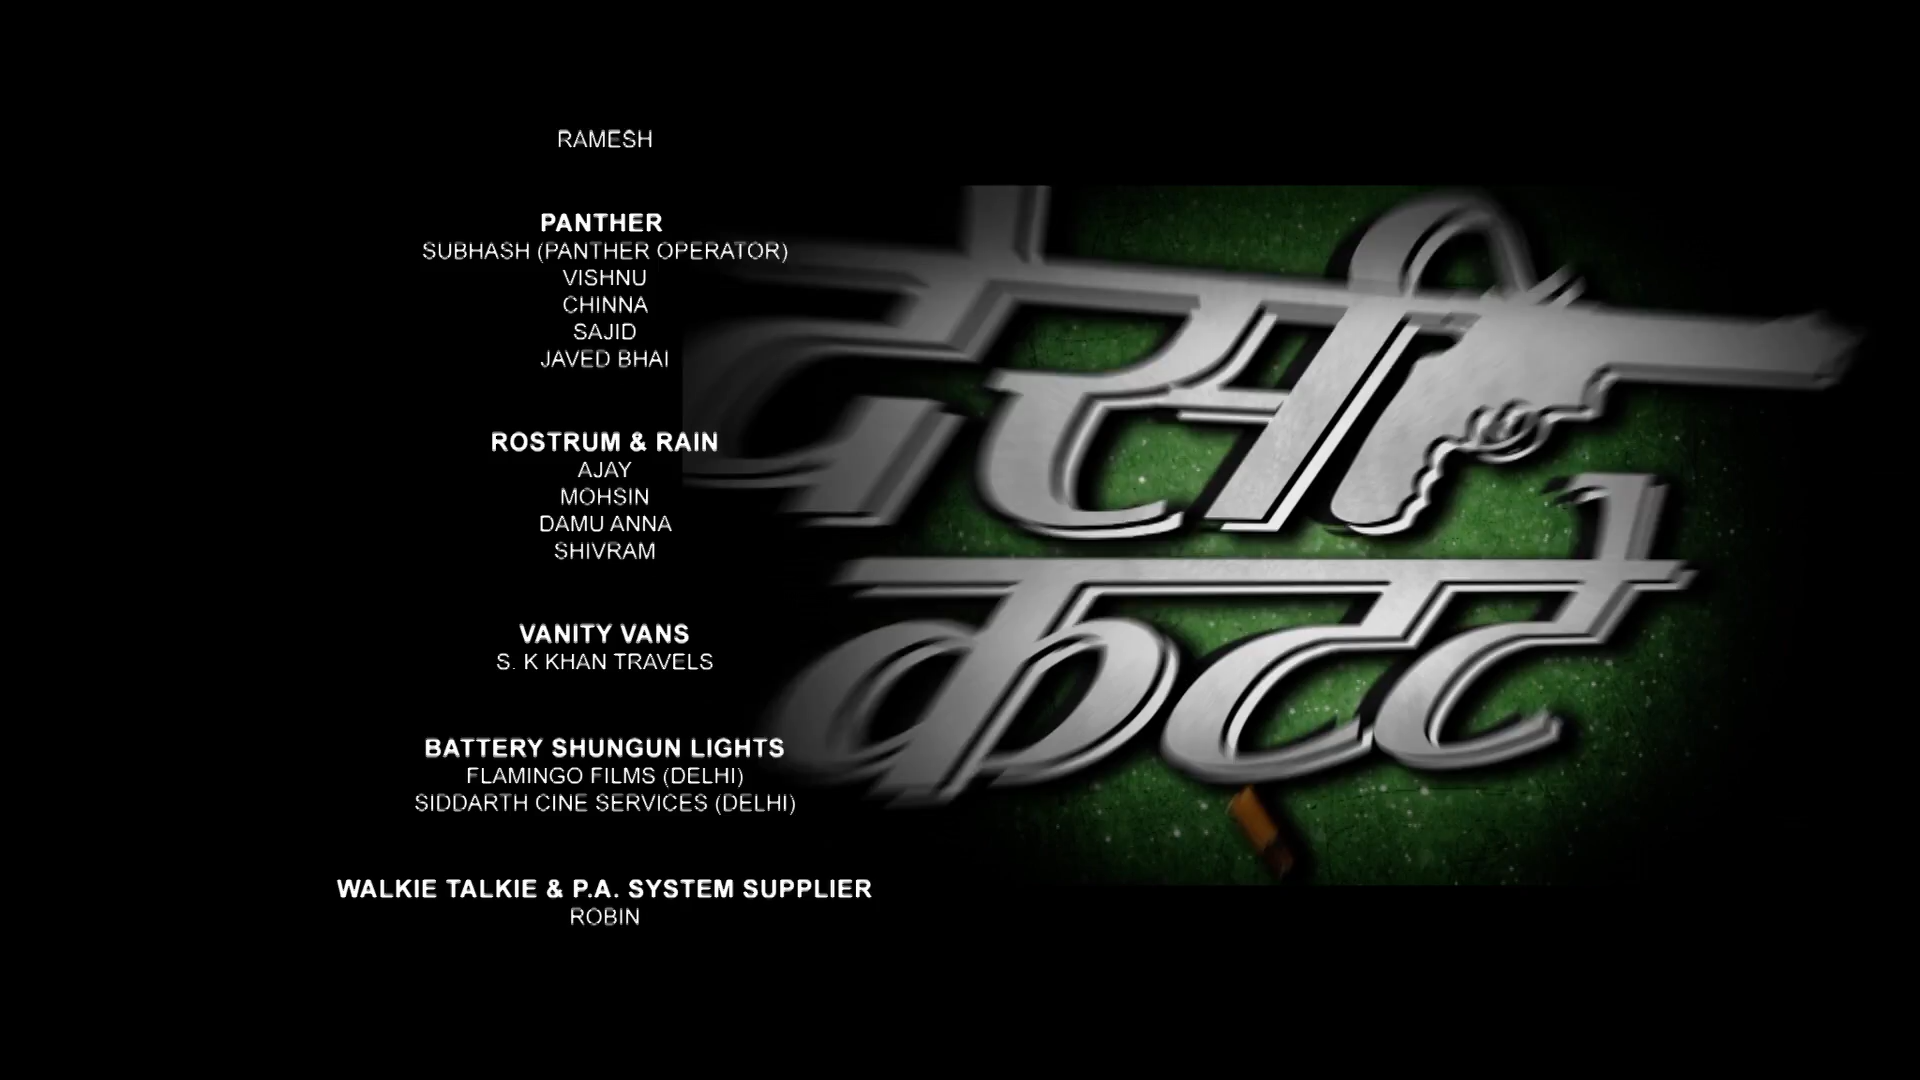 RAMESH
PANTHER
SUBHASH (PANTHER OPERATOR)
VISHNU
CHINNA
SAJID
JAVED BHAI
ROSTRUM & RAIN
AJAY
MOHSIN
DAMU ANNA
SHIVRAM
VANITY VANS
S. K KHAN TRAVELS
BATTERY SHUNGUN LIGHTS
FLAMINGO FILMS (DELHI)
SIDDARTH CINE SERVICES (DELHI)
WALKIE TALKIE & P.A. SYSTEM SUPPLIER
ROBIN
देसी
कट्टे